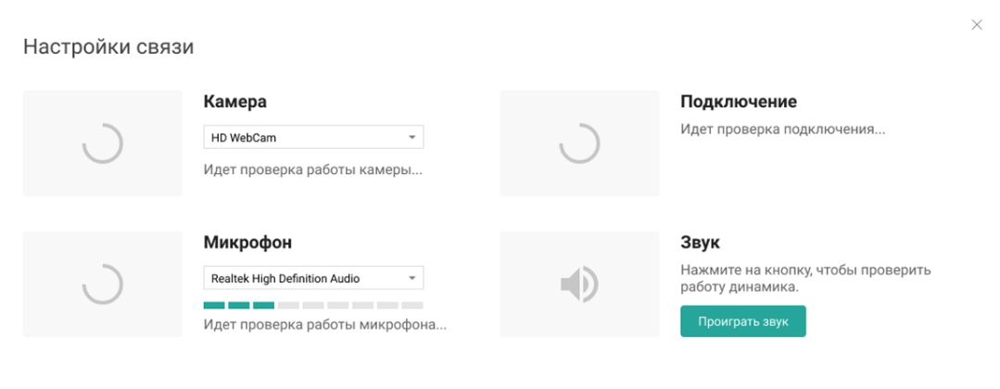 Настройки связи
Камера
HD WebCam
Идет проверка работы камеры...
Подключение
Идет проверка подключения...
Микрофон
Realtek High Definition Audio
Идет проверка работы микрофона...
Звук
Нажмите на кнопку, чтобы проверить
работу динамика.
Проиграть звук